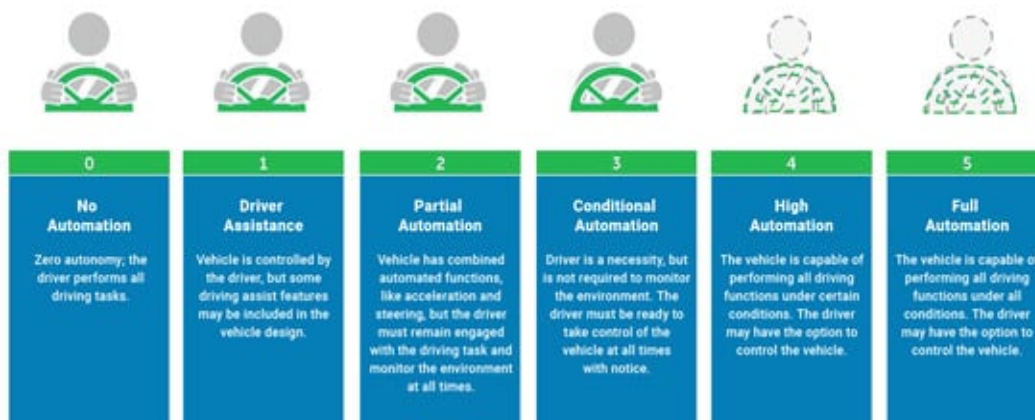 0
No
Automation
Zero autonomy; the
driver performs all
driving tasks.
1
Driver
Assistance
Vehicle is controlled by
the driver, but some
driving assist features
may be included in the
vehicle design.
2
Partial
Automation
Vehicle has combined
automated functions,
like acceleration and
steering, but the driver
must remain engaged
with the driving task and
monitor the environment
at all times.
3
Conditional
Automation
Driver is a necessity, but
is not required to monitor
the environment. The
driver must be ready to
take control of the
vehicle at all times
with notice.
4
High
Automation
The vehicle is capable of
performing all driving
functions under certain
conditions. The driver
may have the option to
control the vehicle.
5
Full
Automation
The vehicle is capable of
performing all driving
functions under all
conditions. The driver
may have the option to
control the vehicle.